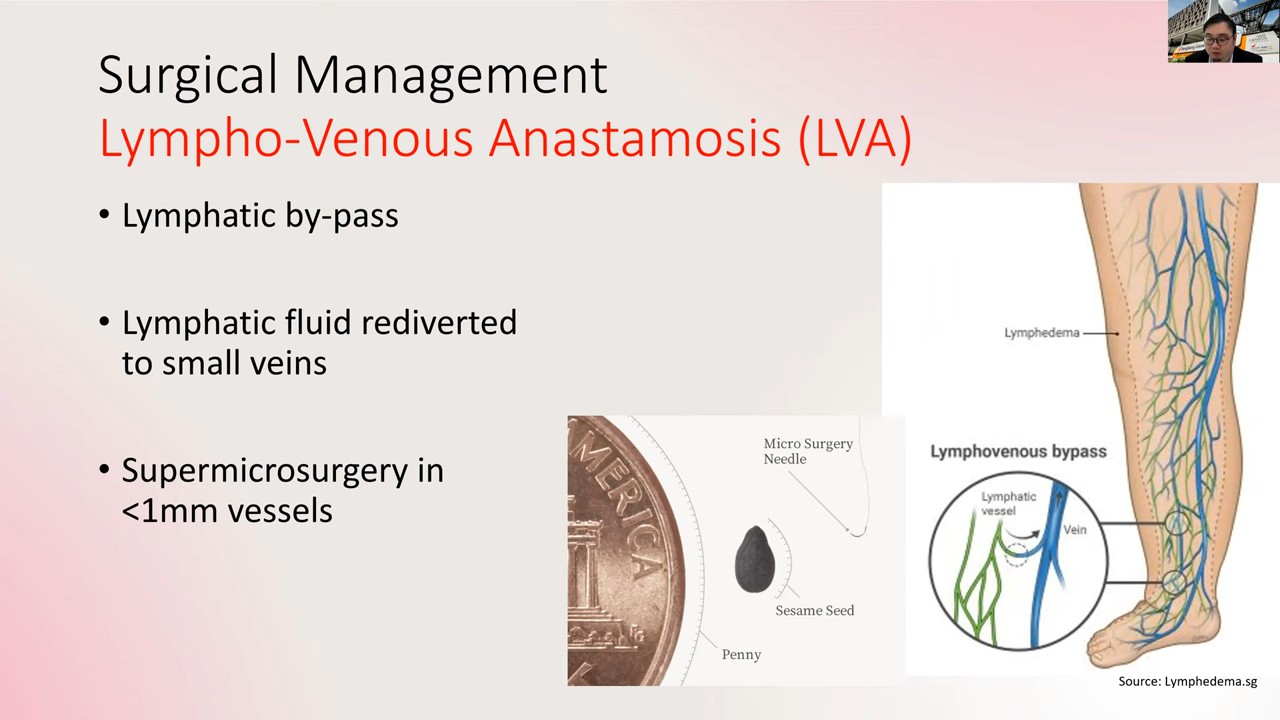 Surgical Management
Lympho-Venous Anastamosis (LVA)
• Lymphatic by-pass
• Lymphatic fluid rediverted
to small veins
• Supermicrosurgery in
<1mm vessels
AMERICA
Micro Surgery
Needle
Sesame Seed
Penny
Lymphedema
Lymphovenous bypass
Lymphatic
vessel
Vein
Source: Lymphedema.sg